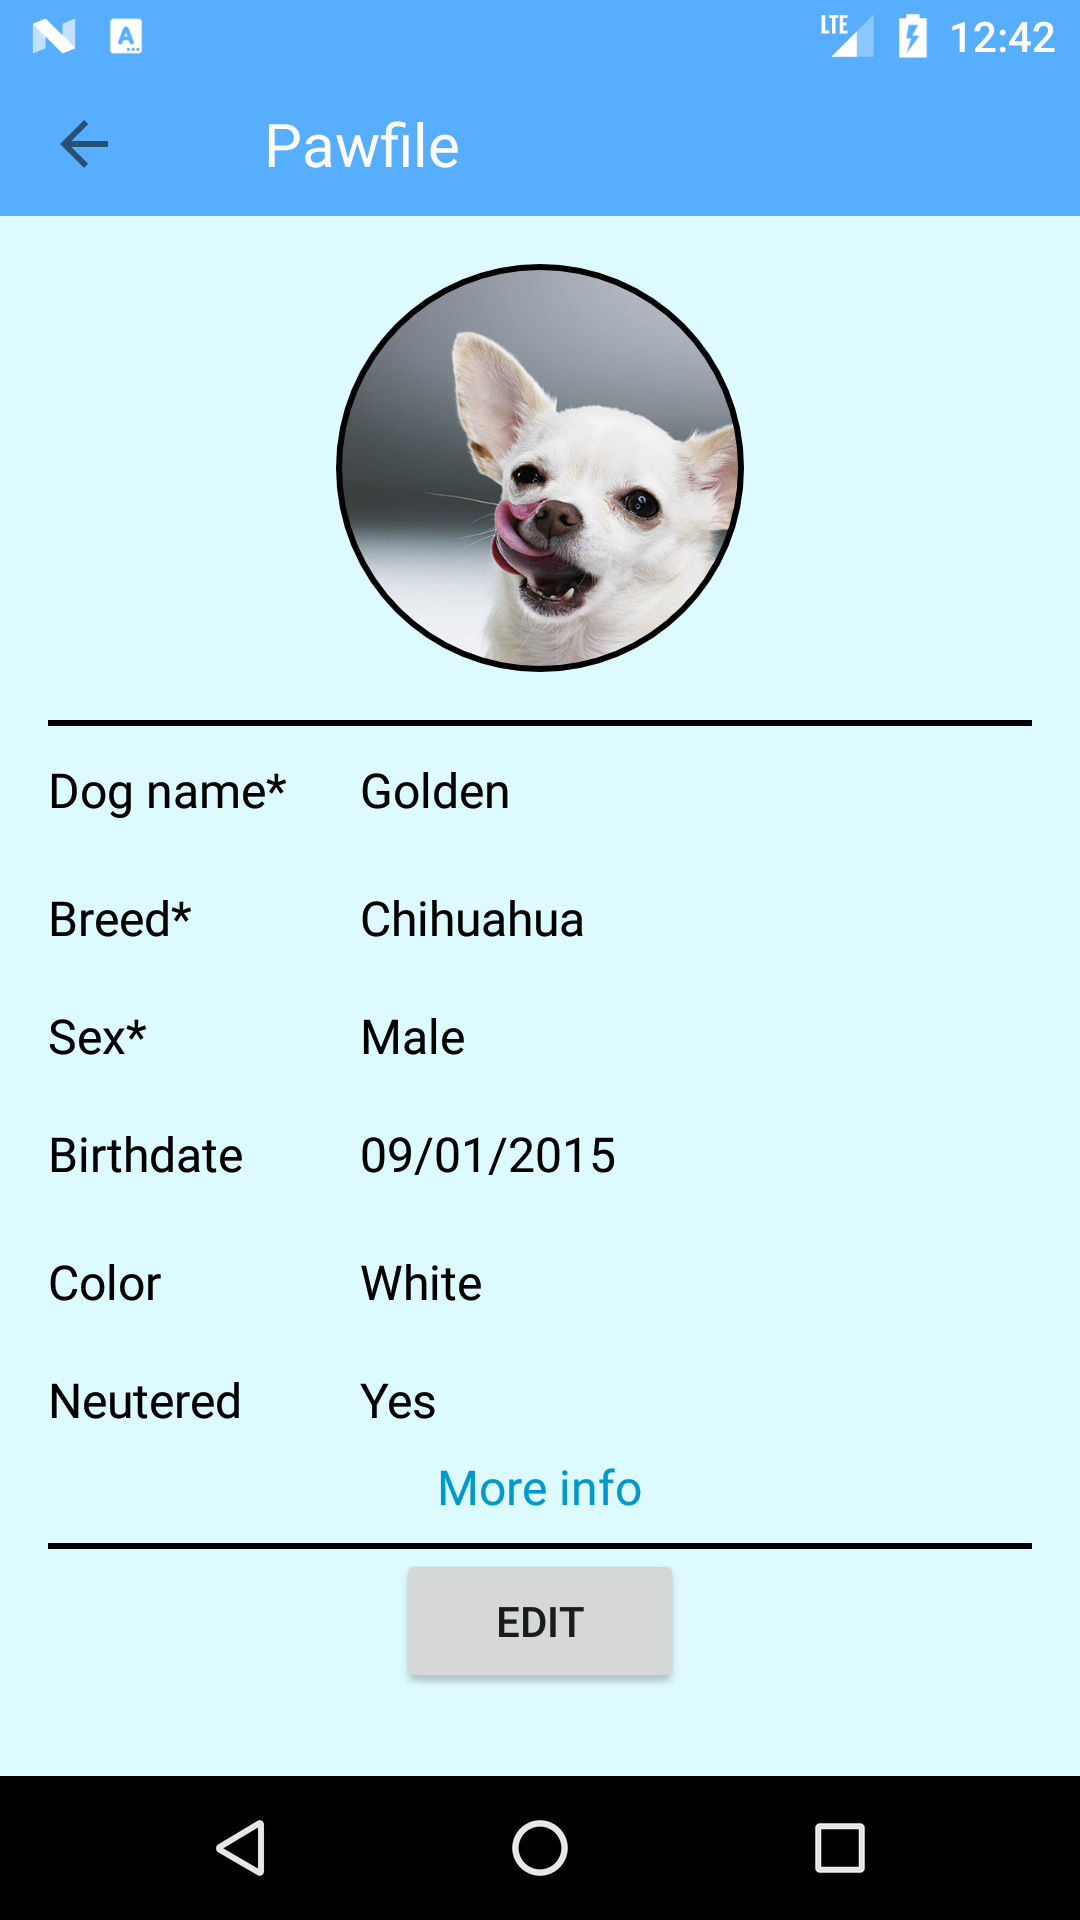 LTE 12:42
Pawfile
Dog name* Golden
Breed* Chihuahua
Sex* Male
Birthdate 09/01/2015
Color White
Neutered Yes
More info
EDIT